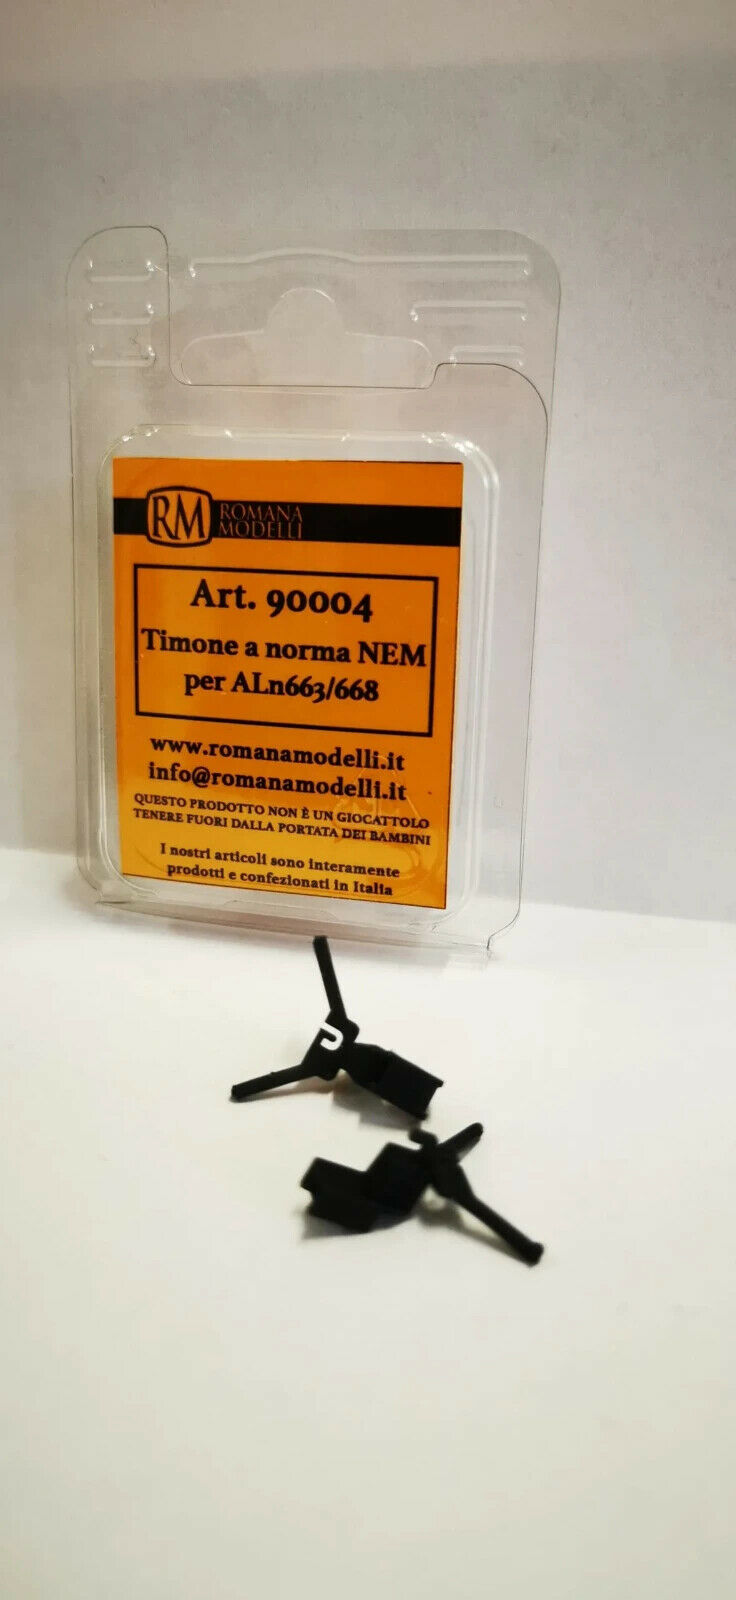 RM ROMANA
MODELLI
Art. 90004
Timone a norma NEM
per ALn663/668
www.romanamodelli.it
info@romanamodelli.it
QUESTO PRODOTTO NON È UN GIOCATTOLO
TENERE FUORI DALLA PORTATA DEI BAMBINI
I nostri articoli sono interamente
prodotti e confezionati in Italia